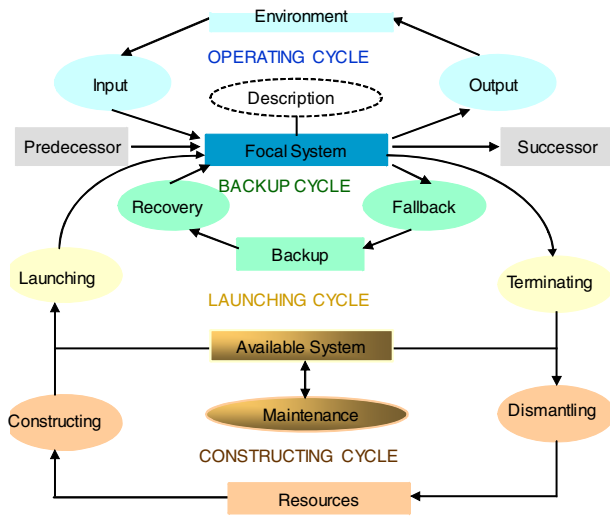 Environment
OPERATING CYCLE
Input
Output
Description
Predecessor
Focal System
Successor
BACKUP CYCLE
Recovery
Fallback
Backup
Launching
Terminating
LAUNCHING CYCLE
Available System
Constructing
Maintenance
Dismantling
CONSTRUCTING CYCLE
Resources